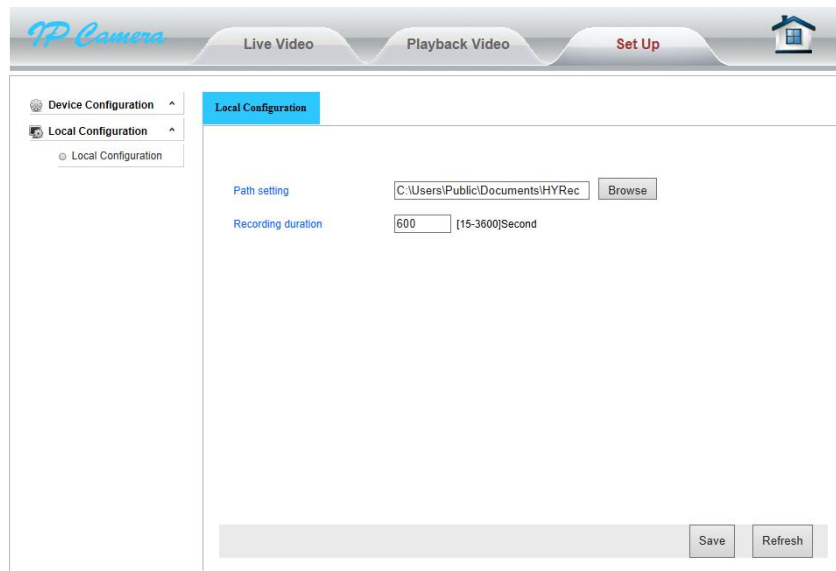 IP Camera
Live Video
Playback Video
Set Up
Device Configuration
Local Configuration
Local Configuration
Local Configuration
Path setting
C:\Users\Public\Documents\HYRec
Browse
Recording duration
600
[15-3600]Second
Save
Refresh